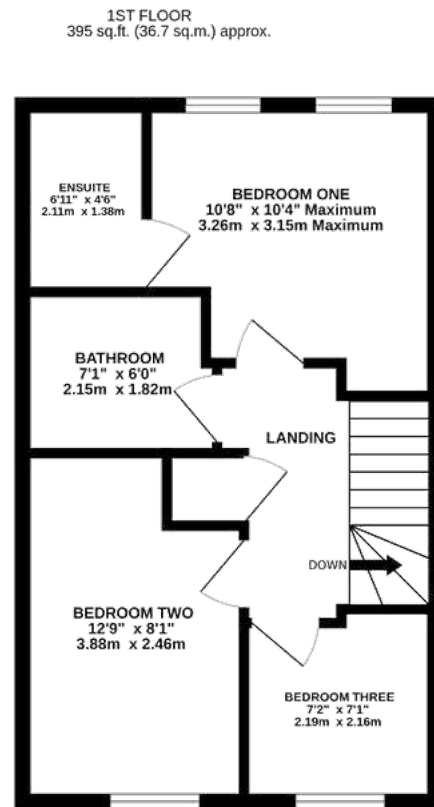 1ST FLOOR
395 sq.ft. (36.7 sq.m.) approx.
ENSUITE
6'11" x 4'6"
2.11m x 1.38m
BEDROOM ONE
10'8" x 10'4" Maximum
3.26m x 3.15m Maximum
BATHROOM
7'1" x 6'0"
2.15m x 1.82m
LANDING
DOWN
BEDROOM TWO
12'9" x 8'1"
3.88m x 2.46m
BEDROOM THREE
7'2" x 7'1"
2.19m x 2.16m